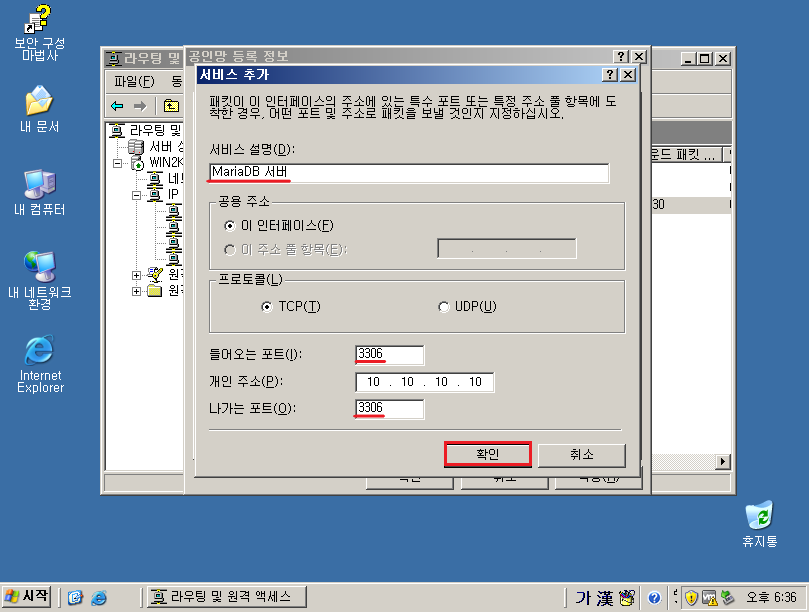 보안 구성
마법사
내 문서
내 컴퓨터
내 네트워크
환경
Internet
Explorer
휴지통
라우팅 및
파일(F)
라우팅 및
서버
WIN2K
IP
공인망 등록 정보
서비스 추가
패킷이 이 인터페이스의 주소에 있는 특수 포트 또는 특정 주소 풀 항목에 도
착한 경우, 어떤 포트 및 주소로 패킷을 보낼 것인지 지정하십시오.
서비스 설명(D):
MariaDB 서버
공용 주소
이 인터페이스(F)
이 주소 풀 항목(E):
프로토콜(L)
TCP(T)
UDP(U)
들어오는 포트(I):
3306
개인 주소(P):
10 . 10 . 10 . 10
나가는 포트(O):
3306
확인
취소
운드 패킷 ...
30
시작
라우팅 및 원격 액세스
가 漢
오후 6:36